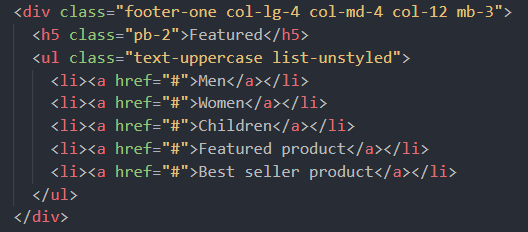 <div class="footer-one col-lg-4 col-md-4 col-12 mb-3">
  <h5 class="pb-2">Featured</h5>
  <ul class="text-uppercase list-unstyled">
    <li><a href="#">Men</a></li>
    <li><a href="#">Women</a></li>
    <li><a href="#">Children</a></li>
    <li><a href="#">Featured product</a></li>
    <li><a href="#">Best seller product</a></li>
  </ul>
</div>